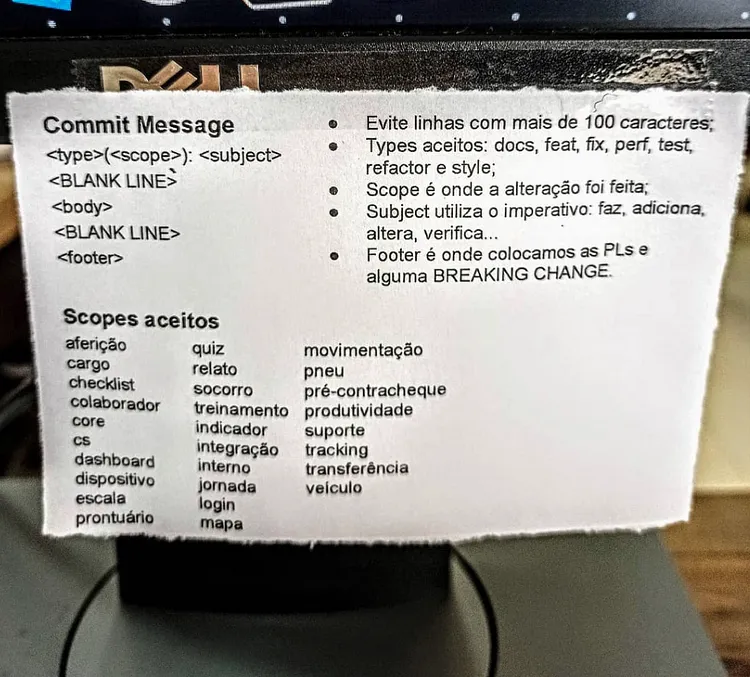 DELL
Commit Message
<type>(<scope>): <subject>
<BLANK LINE>
<body>
<BLANK LINE>
<footer>
● Evite linhas com mais de 100 caracteres;
● Types aceitos: docs, feat, fix, perf, test,
refactor e style;
● Scope é onde a alteração foi feita;
● Subject utiliza o imperativo: faz, adiciona,
altera, verifica...
● Footer é onde colocamos as PLs e
alguma BREAKING CHANGE.
Scopes aceitos
aferição
cargo
checklist
colaborador
core
cs
dashboard
dispositivo
escala
prontuário
quiz
relato
socorro
treinamento
indicador
integração
interno
jornada
login
mapa
movimentação
pneu
pré-contracheque
produtividade
suporte
tracking
transferência
veículo